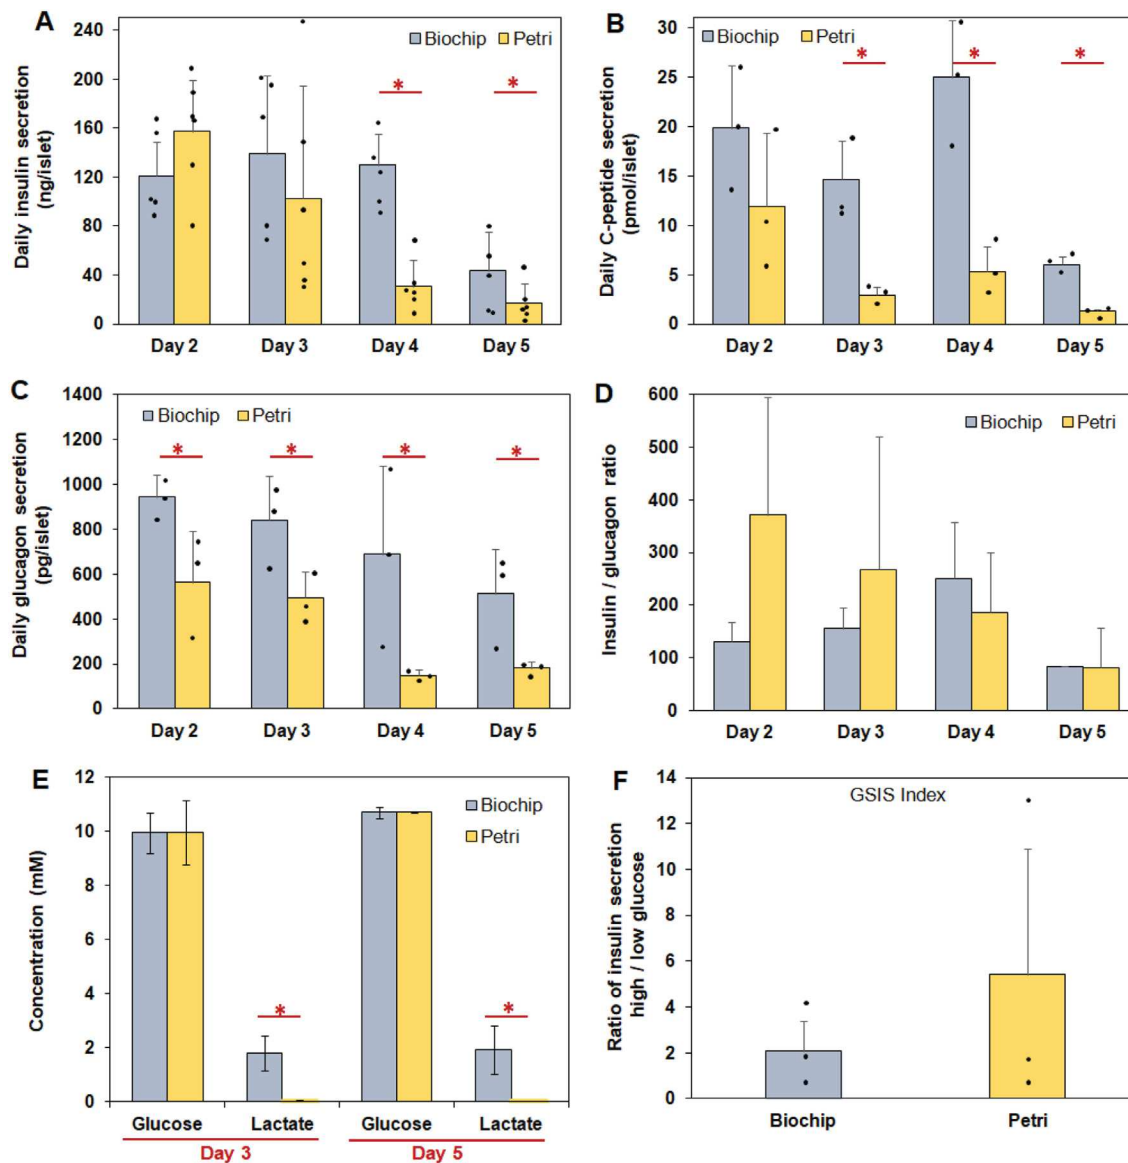 A
Daily insulin secretion
(ng/islet)
240
200
160
120
80
40
0
Biochip Petri
* *
Day 2 Day 3 Day 4 Day 5
B
Daily C-peptide secretion
(pmol/islet)
30
25
20
15
10
5
0
Biochip Petri
* * *
Day 2 Day 3 Day 4 Day 5
C
Daily glucagon secretion
(pg/islet)
1400
1200
1000
800
600
400
200
0
Biochip Petri
* * * *
Day 2 Day 3 Day 4 Day 5
D
Insulin / glucagon ratio
600
500
400
300
200
100
0
Biochip Petri
Day 2 Day 3 Day 4 Day 5
E
Concentration (mM)
12
10
8
6
4
2
0
Biochip
Petri
* *
Glucose Lactate Glucose Lactate
Day 3 Day 5
F
Ratio of insulin secretion
high / low glucose
14
12
10
8
6
4
2
0
GSIS Index
Biochip Petri